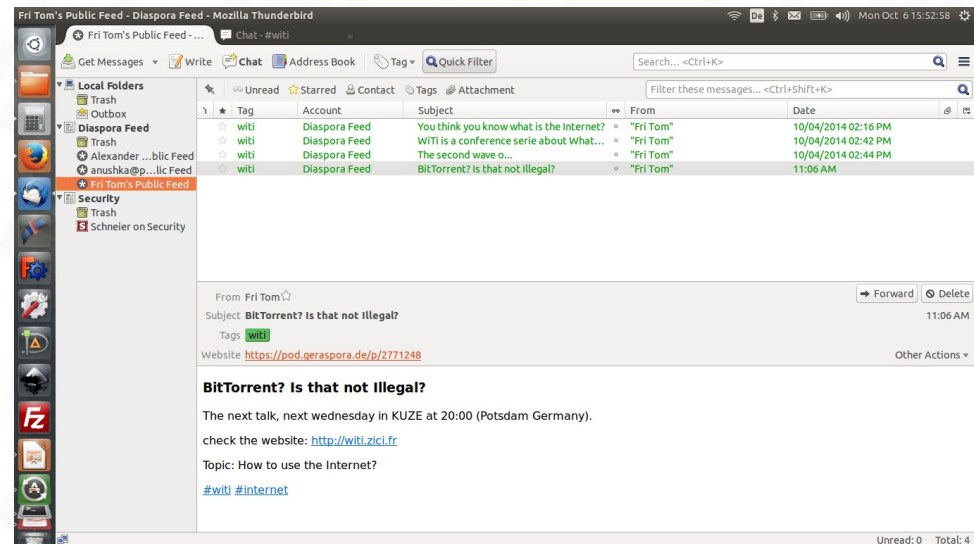 Fri Tom's Public Feed - Diaspora Feed - Mozilla Thunderbird
De
Mon Oct 6 15:52:58
Fri Tom's Public Feed - ...
Chat - #witi
Get Messages
Write
Chat
Address Book
Tag
Quick Filter
Search... <Ctrl+K>
Local Folders
Trash
Outbox
Diaspora Feed
Trash
Alexander ...blic Feed
anushka@p...lic Feed
Fri Tom's Public Feed
Security
Trash
Schneier on Security
Unread Starred Contact Tags Attachment
Filter these messages... <Ctrl+Shift+K>
Tag Account Subject From Date
witi Diaspora Feed You think you know what is the Internet? "Fri Tom" 10/04/2014 02:16 PM
witi Diaspora Feed WiTi is a conference serie about What... "Fri Tom" 10/04/2014 02:42 PM
witi Diaspora Feed The second wave o... "Fri Tom" 10/04/2014 02:44 PM
witi Diaspora Feed BitTorrent? Is that not Illegal? "Fri Tom" 11:06 AM
From Fri Tom
Forward
Delete
Subject BitTorrent? Is that not Illegal? 11:06 AM
Tags witi
Website https://pod.geraspora.de/p/2771248
Other Actions
BitTorrent? Is that not Illegal?
The next talk, next wednesday in KUZE at 20:00 (Potsdam Germany).
check the website: http://witi.zici.fr
Topic: How to use the Internet?
#witi #internet
Unread: 0 Total: 4